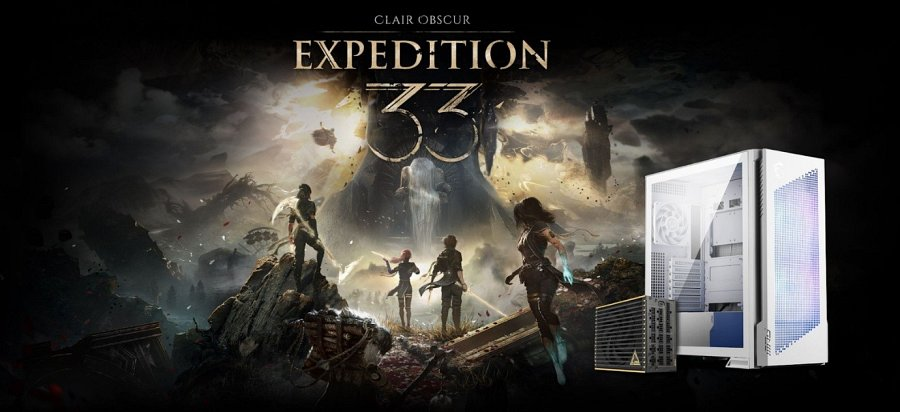 CLAIR OBSCUR
EXPEDITION
33